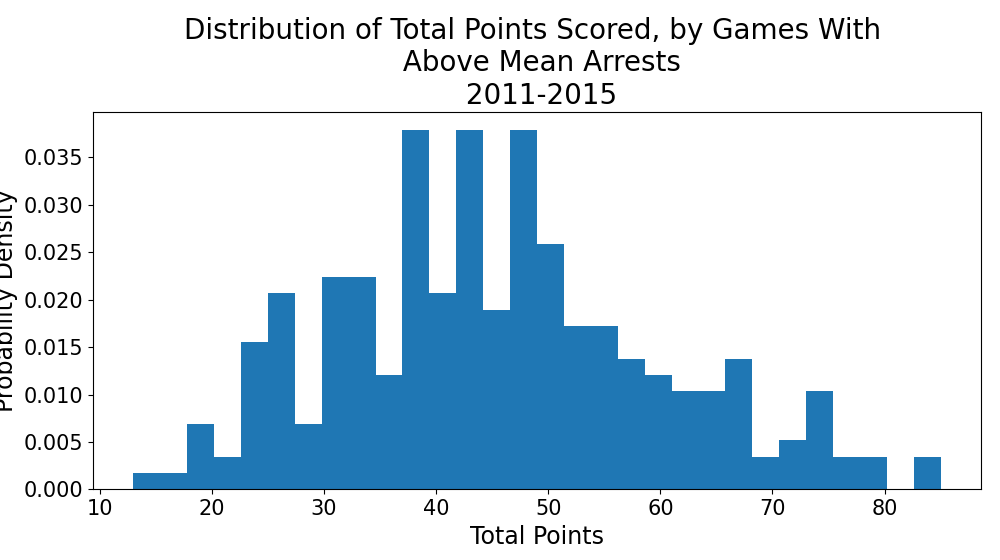 Distribution of Total Points Scored, by Games With
Above Mean Arrests
2011-2015
Probability Density
0.035
0.030
0.025
0.020
0.015
0.010
0.005
0.000
10 20 30 40 50 60 70 80
Total Points